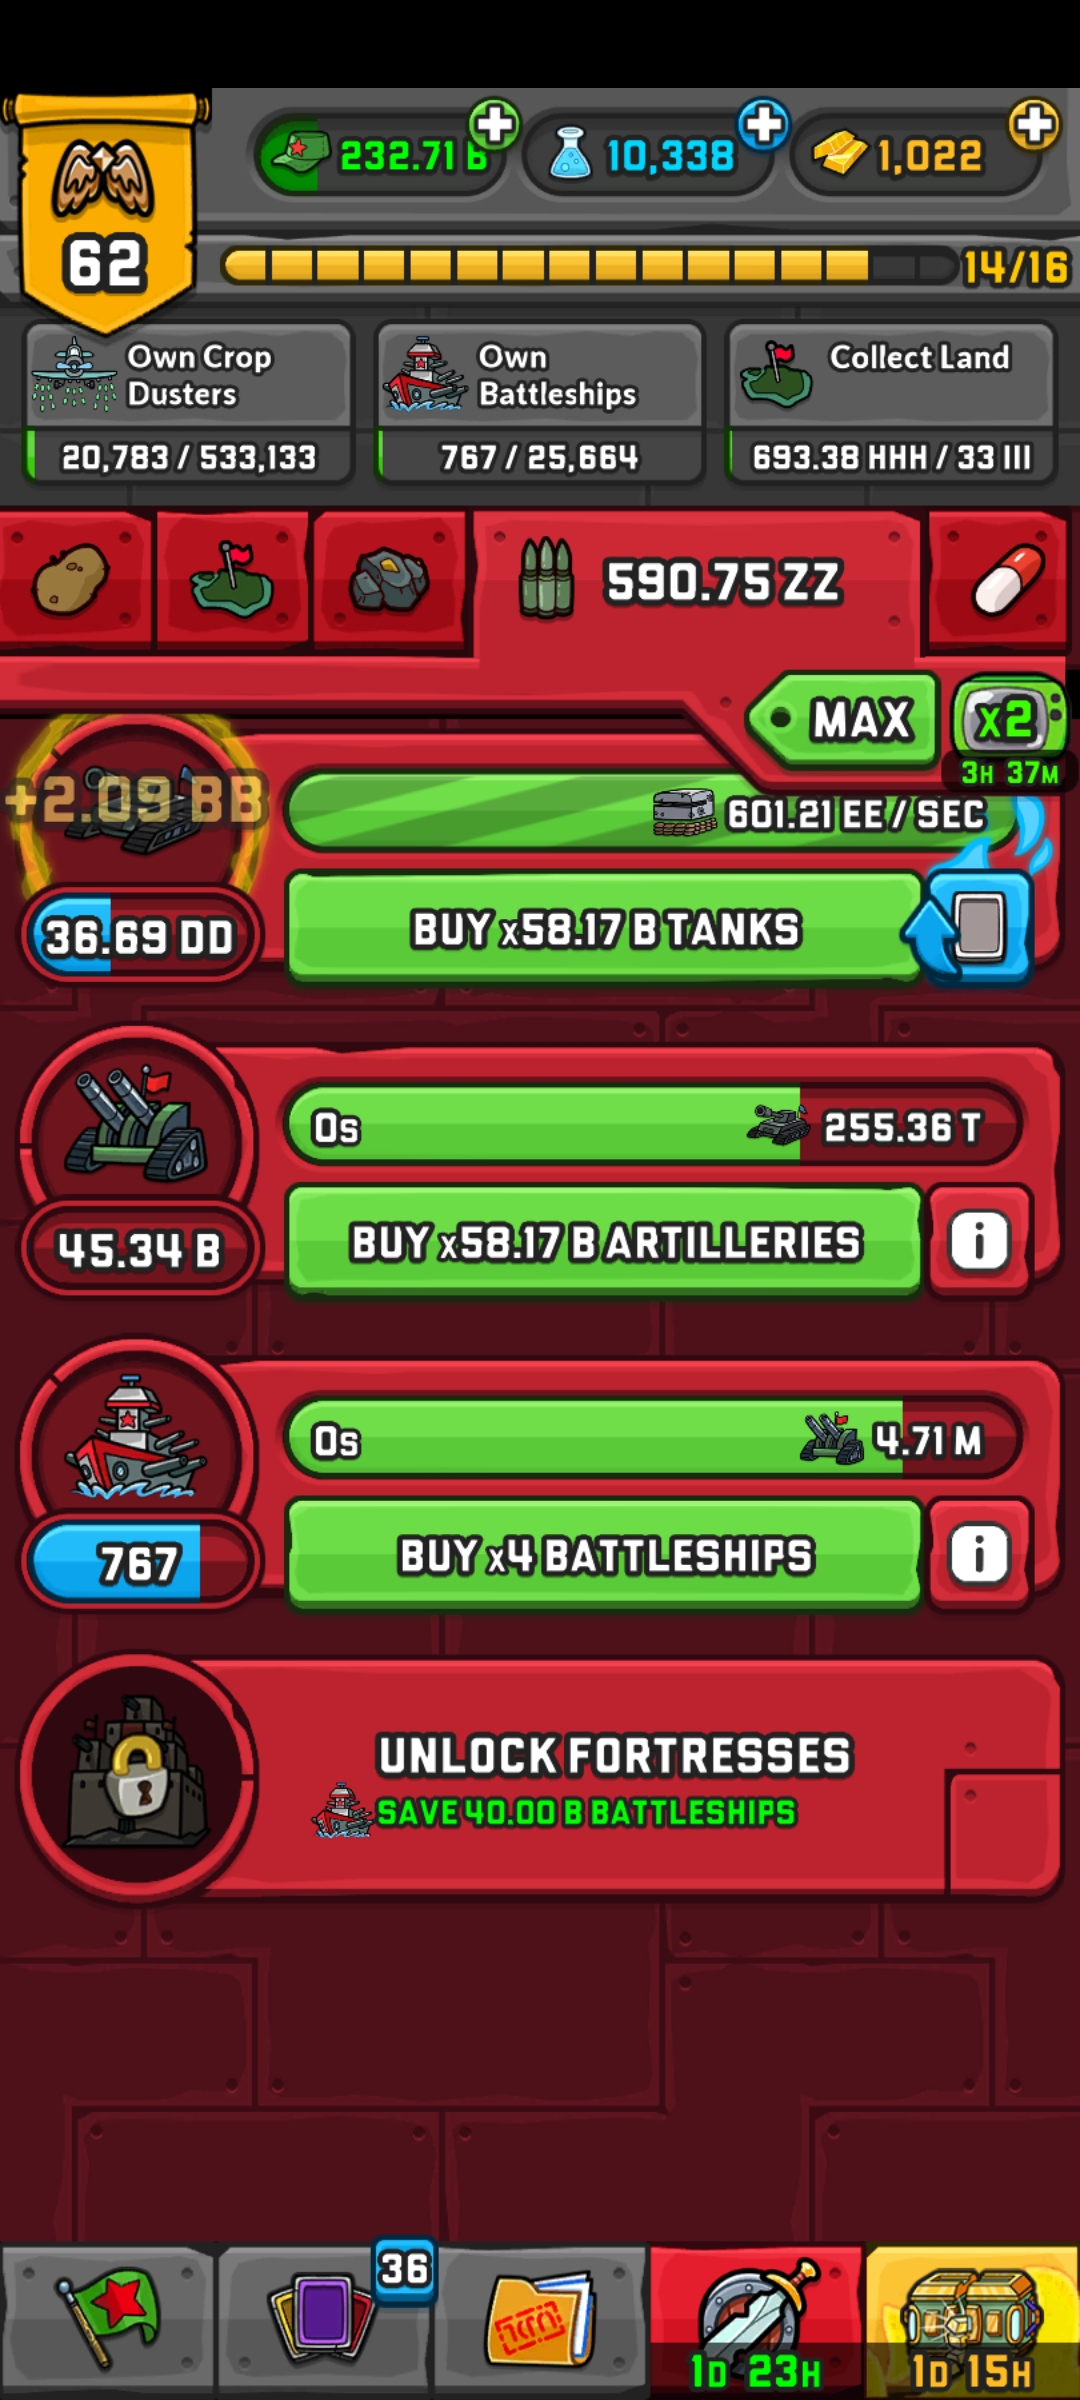 62
232.71 B
10,338
1,022
14/16
Own Crop
Dusters
20,783 / 533,133
Own
Battleships
767 / 25,664
Collect Land
693.38 HHH / 33 III
590.75 ZZ
MAX
x2
3H 37M
+2.09 BB
601.21 EE / SEC
36.69 DD
BUY x58.17 B TANKS
0s
255.36 T
45.34 B
BUY x58.17 B ARTILLERIES
i
0s
4.71 M
767
BUY x4 BATTLESHIPS
i
UNLOCK FORTRESSES
SAVE 40.00 B BATTLESHIPS
36
1D 23H
1D 15H